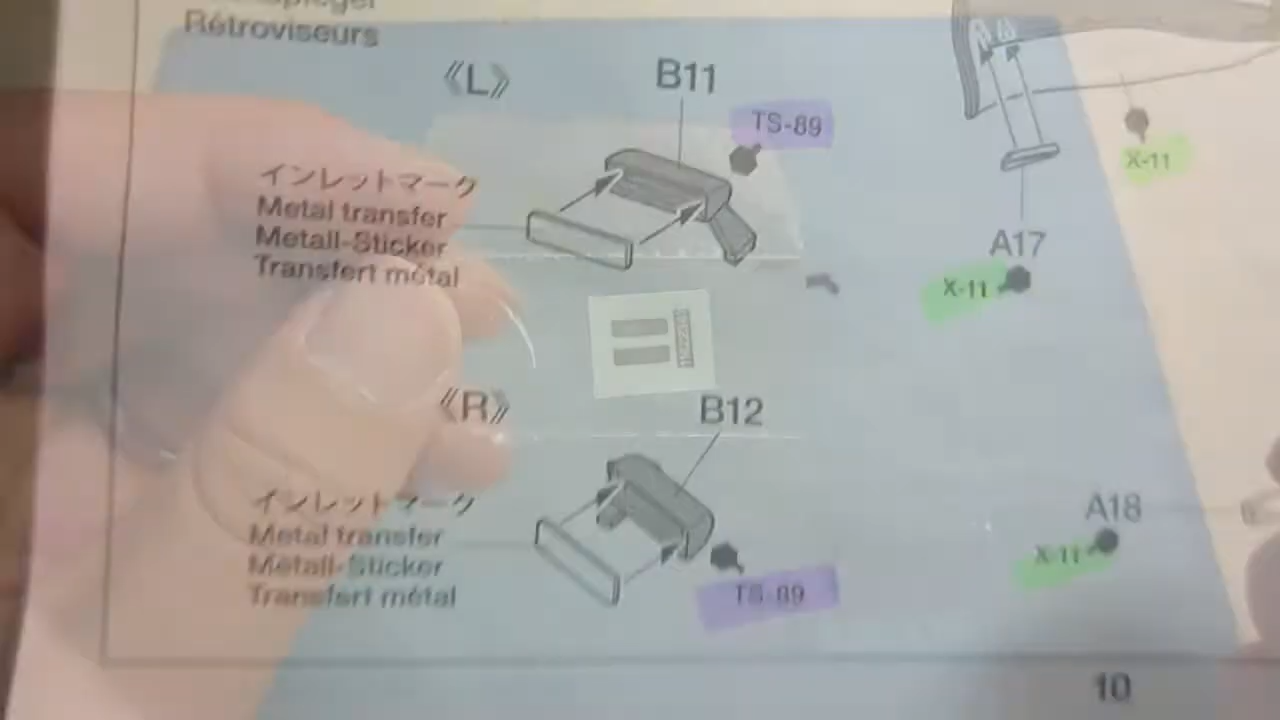 Rétroviseurs
《L》
B11
TS-89
インレットマーク
Metal transfer
Metall-Sticker
Transfert métal
X-11
A17
X-11
《R》
B12
インレットマーク
Metal transfer
Metall-Sticker
Transfert métal
TS-89
A18
X-11
10